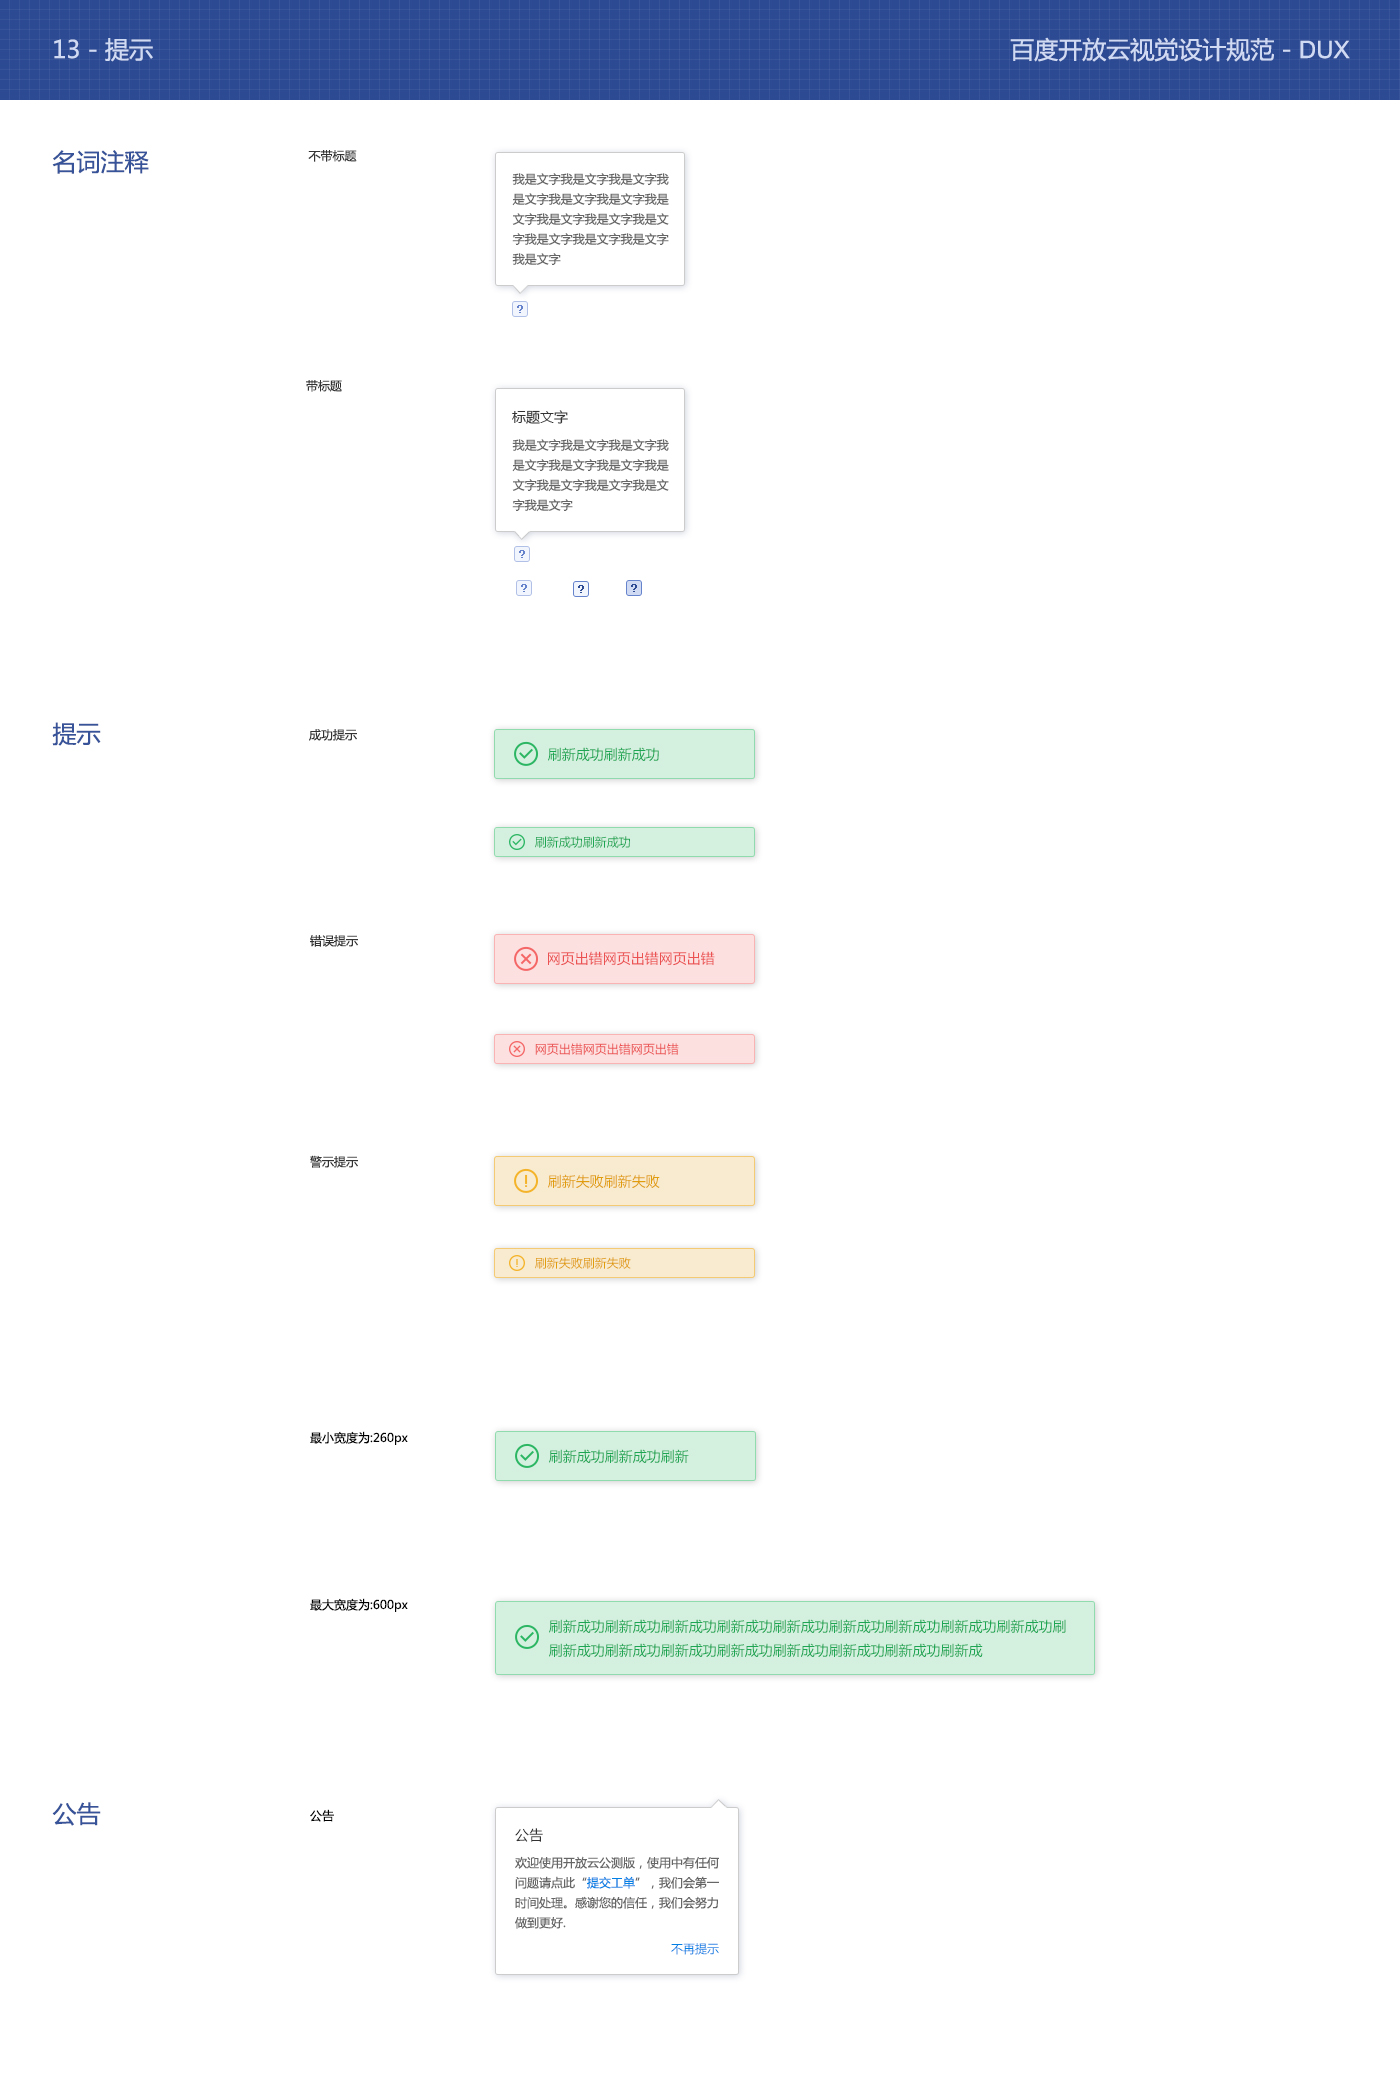 13 - 提示
百度开放云视觉设计规范 - DUX
名词注释
不带标题
我是文字我是文字我是文字我
是文字我是文字我是文字我是
文字我是文字我是文字我是文
字我是文字我是文字我是文字
我是文字
?
带标题
标题文字
我是文字我是文字我是文字我
是文字我是文字我是文字我是
文字我是文字我是文字我是文
字我是文字
?
? ? ?
提示
成功提示
刷新成功刷新成功
刷新成功刷新成功
错误提示
网页出错网页出错网页出错
网页出错网页出错网页出错
警示提示
刷新失败刷新失败
刷新失败刷新失败
最小宽度为:260px
刷新成功刷新成功刷新
最大宽度为:600px
刷新成功刷新成功刷新成功刷新成功刷新成功刷新成功刷新成功刷新成功刷新成功刷
刷新成功刷新成功刷新成功刷新成功刷新成功刷新成功刷新成功刷新成
公告
公告
公告
欢迎使用开放云公测版，使用中有任何
问题请点此“提交工单”，我们会第一
时间处理。感谢您的信任，我们会努力
做到更好.
不再提示